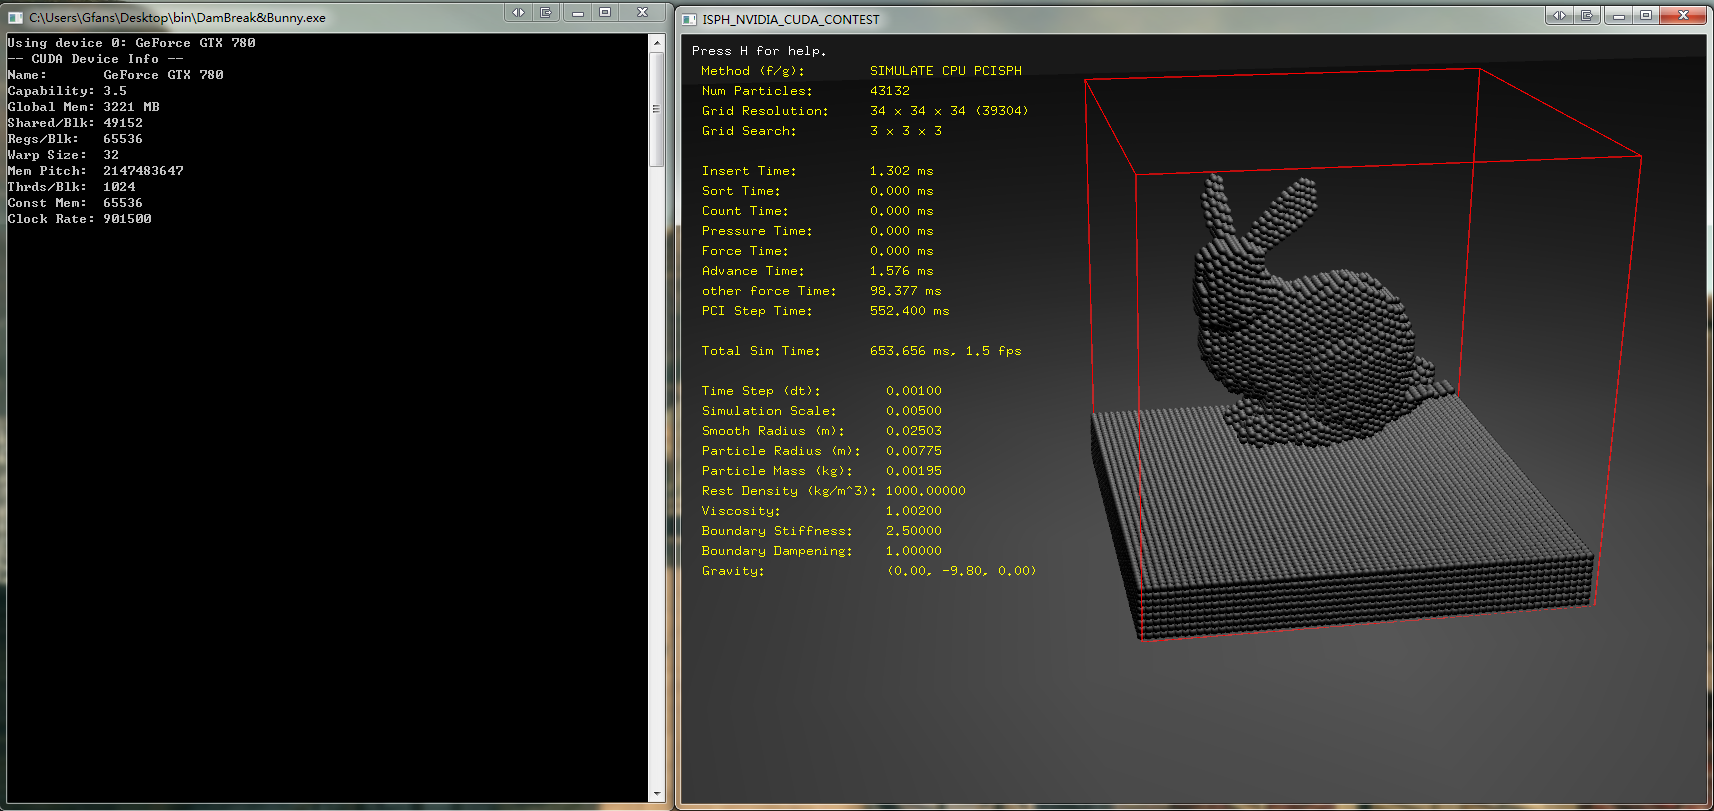 C:\Users\Gfans\Desktop\bin\DamBreak&Bunny.exe
Using device 0: GeForce GTX 780
-- CUDA Device Info --
Name:       GeForce GTX 780
Capability: 3.5
Global Mem: 3221 MB
Shared/Blk: 49152
Regs/Blk:   65536
Warp Size:  32
Mem Pitch:  2147483647
Thrds/Blk:  1024
Const Mem:  65536
Clock Rate: 901500
ISPH_NVIDIA_CUDA_CONTEST
Press H for help.
Method (f/g): SIMULATE CPU PCISPH
Num Particles: 43132
Grid Resolution: 34 x 34 x 34 (39304)
Grid Search: 3 x 3 x 3
Insert Time: 1.302 ms
Sort Time: 0.000 ms
Count Time: 0.000 ms
Pressure Time: 0.000 ms
Force Time: 0.000 ms
Advance Time: 1.576 ms
other force Time: 98.377 ms
PCI Step Time: 552.400 ms
Total Sim Time: 653.656 ms, 1.5 fps
Time Step (dt): 0.00100
Simulation Scale: 0.00500
Smooth Radius (m): 0.02503
Particle Radius (m): 0.00775
Particle Mass (kg): 0.00195
Rest Density (kg/m^3): 1000.00000
Viscosity: 1.00200
Boundary Stiffness: 2.50000
Boundary Dampening: 1.00000
Gravity: (0.00, -9.80, 0.00)